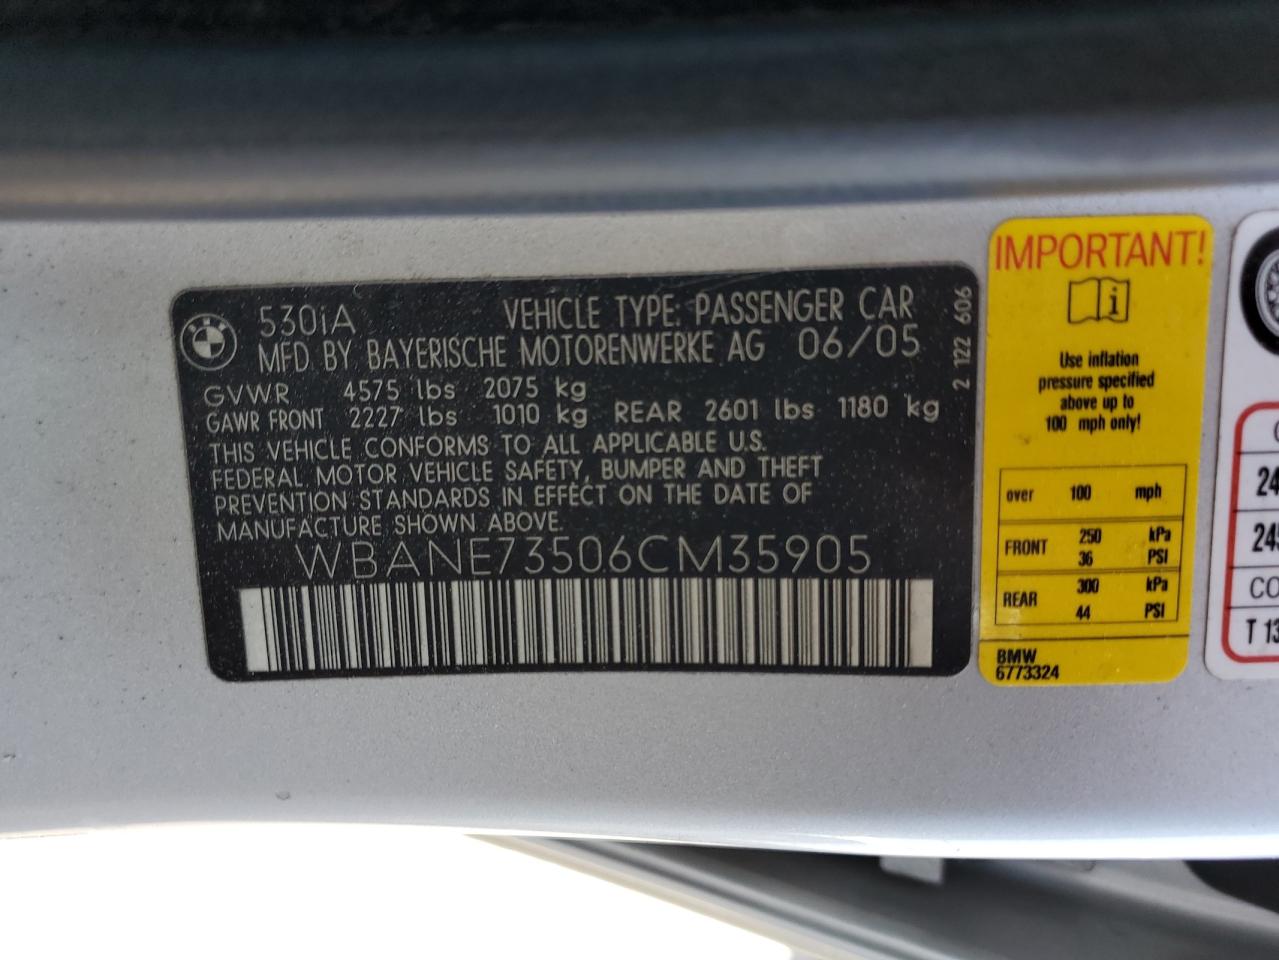 530iA VEHICLE TYPE: PASSENGER CAR
MFD. BY BAYERISCHE MOTORENWERKE AG 06/05
GVWR 4575 lbs 2075 kg
GAWR FRONT 2227 lbs 1010 kg REAR 2601 lbs 1180 kg
THIS VEHICLE CONFORMS TO ALL APPLICABLE U.S.
FEDERAL MOTOR VEHICLE SAFETY, BUMPER AND THEFT
PREVENTION STANDARDS IN EFFECT ON THE DATE OF
MANUFACTURE SHOWN ABOVE.
WBANE73506CM35905
2 122 606
IMPORTANT!
i
Use inflation
pressure specified
above up to
100 mph only!
over 100 mph
FRONT 250 kPa
36 PSI
REAR 300 kPa
44 PSI
BMW
6773324
CO
T 13